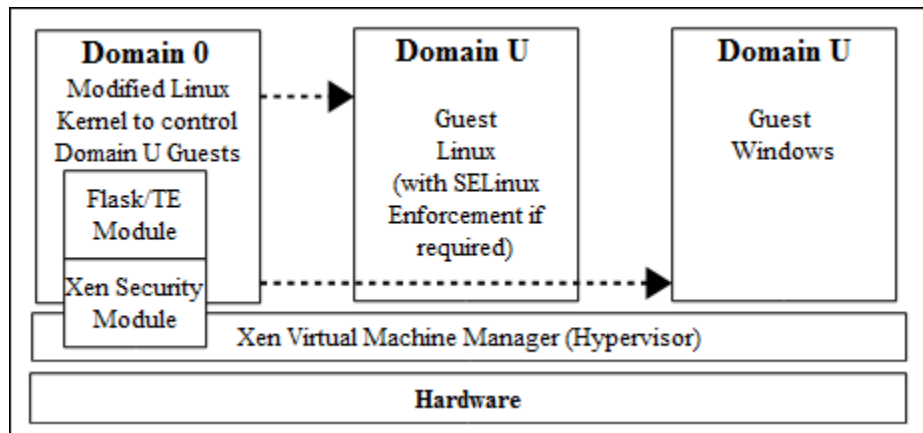 Domain 0
Modified Linux
Kernel to control
Domain U Guests
Flask/TE
Module
Xen Security
Module
Domain U
Guest
Linux
(with SELinux
Enforcement if
required)
Domain U
Guest
Windows
Xen Virtual Machine Manager (Hypervisor)
Hardware